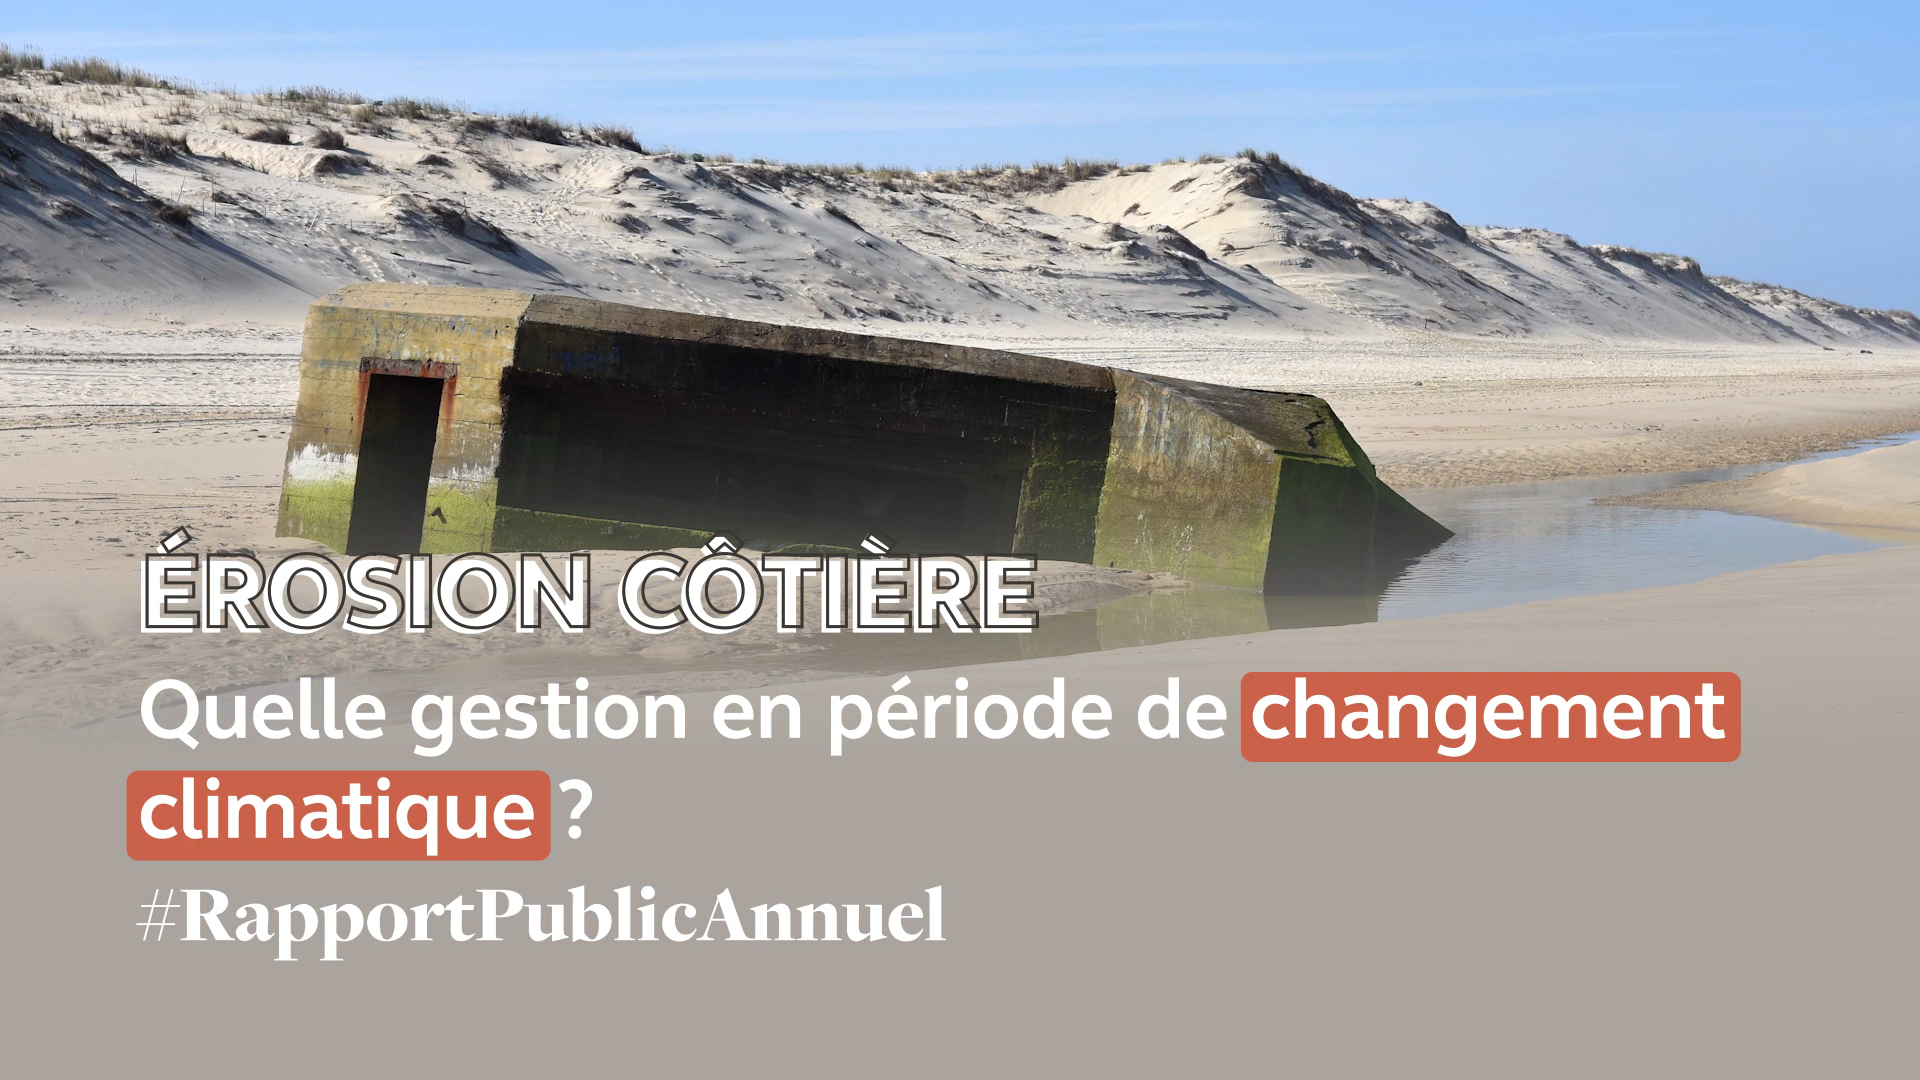 ÉROSION CÔTIÈRE
Quelle gestion en période de changement
climatique ?
#RapportPublicAnnuel